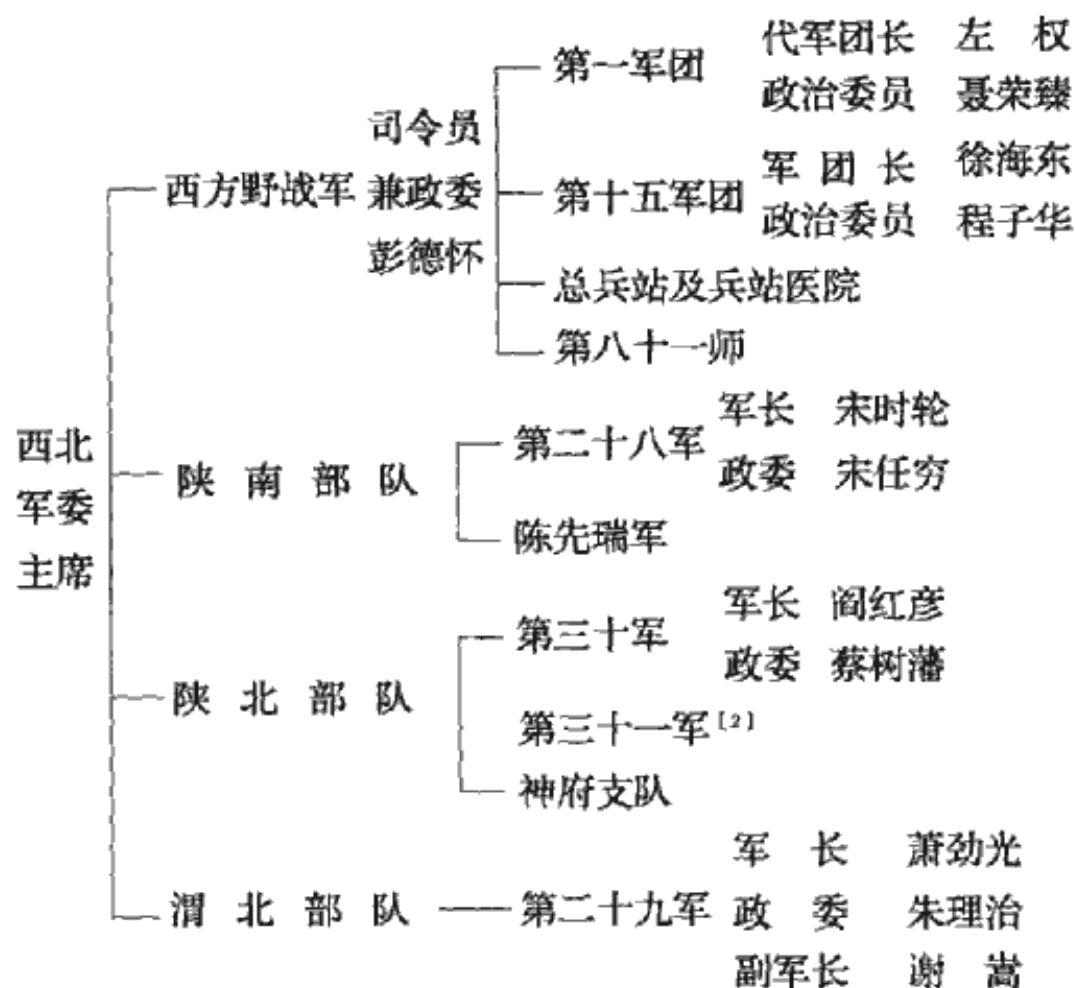 西北
军委
主席
西方野战军
司令员
兼政委
彭德怀
第一军团
代军团长 左 权
政治委员 聂荣臻
第十五军团
军 团 长 徐海东
政治委员 程子华
总兵站及兵站医院
第八十一师
陕 南 部 队
第二十八军
军长 宋时轮
政委 宋任穷
陈先瑞军
陕 北 部 队
第三十军
军长 阎红彦
政委 蔡树藩
第三十一军[2]
神府支队
渭 北 部 队
第二十九军
军 长 萧劲光
政 委 朱理治
副军长 谢 嵩